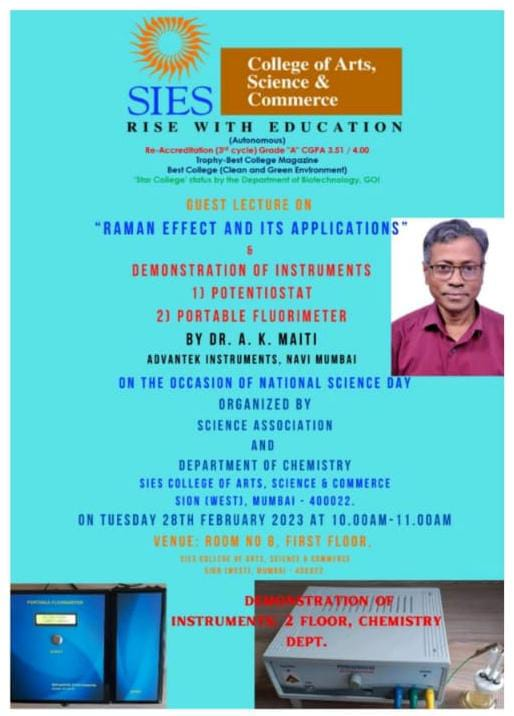 SIES
College of Arts,
Science &
Commerce
RISE WITH EDUCATION
(Autonomous)
Re-Accreditation (3rd cycle) Grade "A" CGPA 3.51 / 4.00
Trophy-Best College Magazine
Best College (Clean and Green Environment)
'Star College' status by the Department of Biotechnology, GOI
GUEST LECTURE ON
"RAMAN EFFECT AND ITS APPLICATIONS"
&
DEMONSTRATION OF INSTRUMENTS
1) POTENTIOSTAT
2) PORTABLE FLUORIMETER
BY DR. A. K. MAITI
ADVANTEK INSTRUMENTS, NAVI MUMBAI
ON THE OCCASION OF NATIONAL SCIENCE DAY
ORGANIZED BY
SCIENCE ASSOCIATION
AND
DEPARTMENT OF CHEMISTRY
SIES COLLEGE OF ARTS, SCIENCE & COMMERCE
SION (WEST), MUMBAI - 400022.
ON TUESDAY 28TH FEBRUARY 2023 AT 10.00AM-11.00AM
VENUE: ROOM NO 8, FIRST FLOOR,
SIES COLLEGE OF ARTS, SCIENCE & COMMERCE
SION (WEST), MUMBAI - 400022
PORTABLE FLUORIMETER
DEMONSTRATION OF
INSTRUMENTS: 2 FLOOR, CHEMISTRY
DEPT.